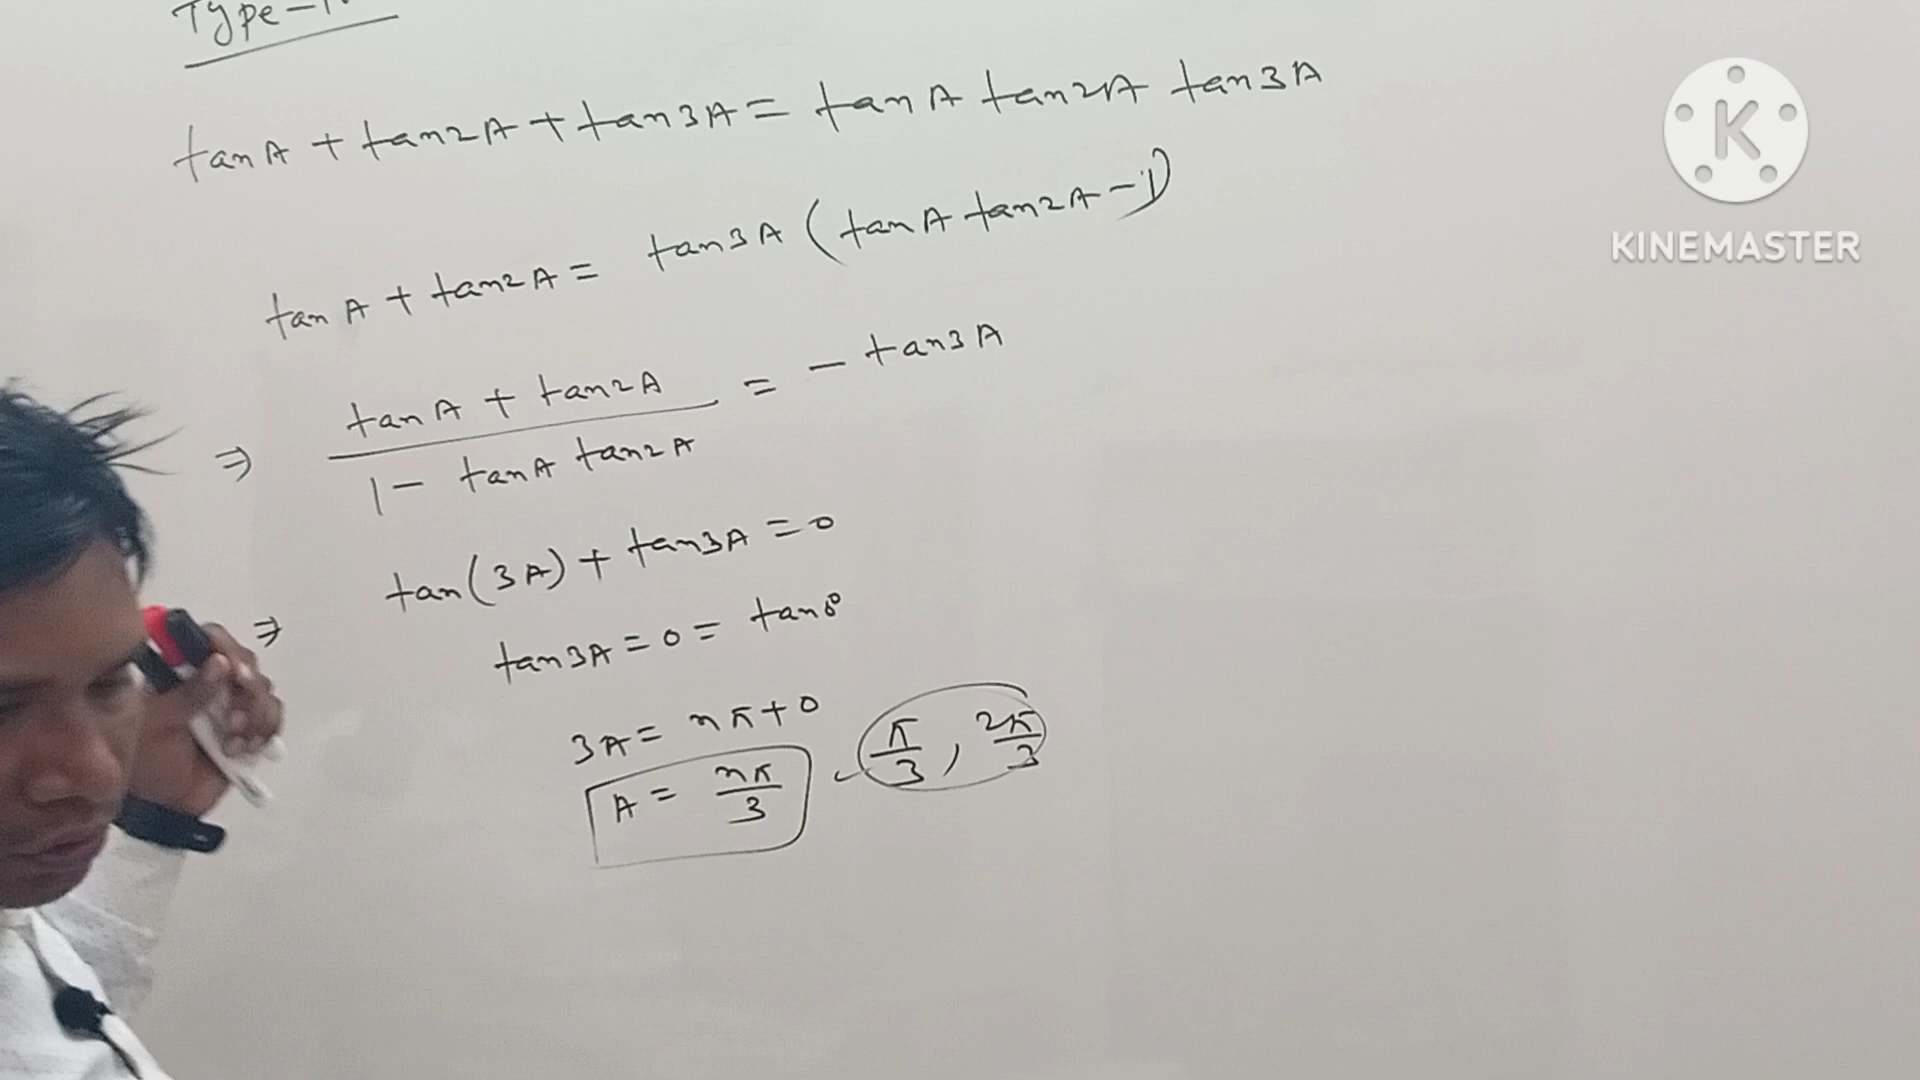 Type-IV
tanA + tan2A + tan3A = tanA tan2A tan3A
tanA + tan2A = tan3A (tanA tan2A - 1)
⇒ tanA + tan2A / 1 - tanA tan2A = - tan3A
tan(3A) + tan3A = 0
⇒ tan3A = 0 = tan0°
3A = nπ + 0
A = nπ/3 π/3, 2π/3
K
KINEMASTER